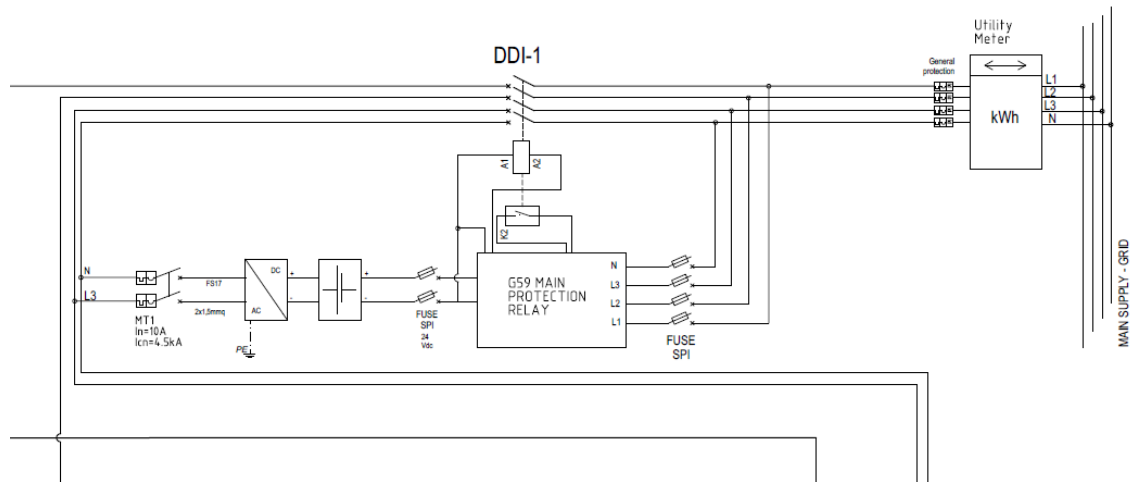 Utility
Meter
DDI-1
General
protection
L1
L2
L3
N
kWh
A1
A2
K2
N
L3
FS17
2x1,5mmq
DC
AC
+
-
+
-
PE
MT1
In=10A
Icn=4.5kA
FUSE
SPI
24
Vdc
G59 MAIN
PROTECTION
RELAY
N
L3
L2
L1
FUSE
SPI
MAIN SUPPLY - GRID